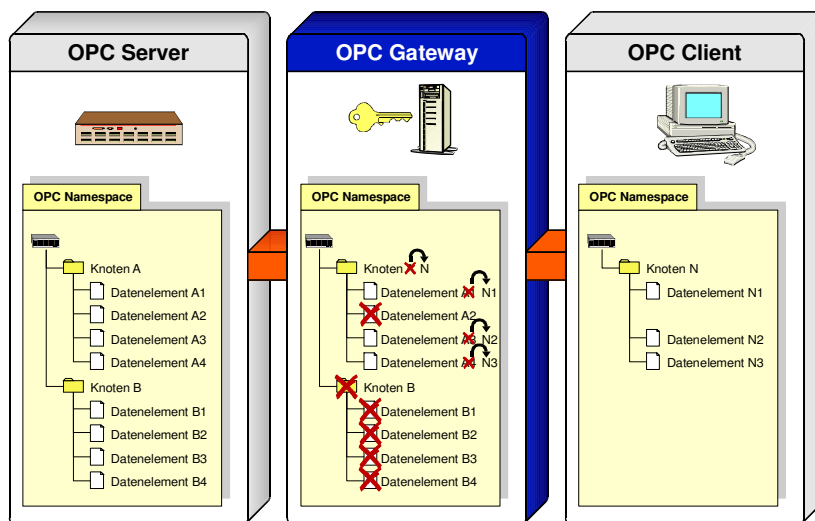 OPC Server
OPC Namespace
Knoten A
Datenelement A1
Datenelement A2
Datenelement A3
Datenelement A4
Knoten B
Datenelement B1
Datenelement B2
Datenelement B3
Datenelement B4
OPC Gateway
OPC Namespace
Knoten N
Datenelement A1 N1
Datenelement A2
Datenelement A3 N2
Datenelement A4 N3
Knoten B
Datenelement B1
Datenelement B2
Datenelement B3
Datenelement B4
OPC Client
OPC Namespace
Knoten N
Datenelement N1
Datenelement N2
Datenelement N3